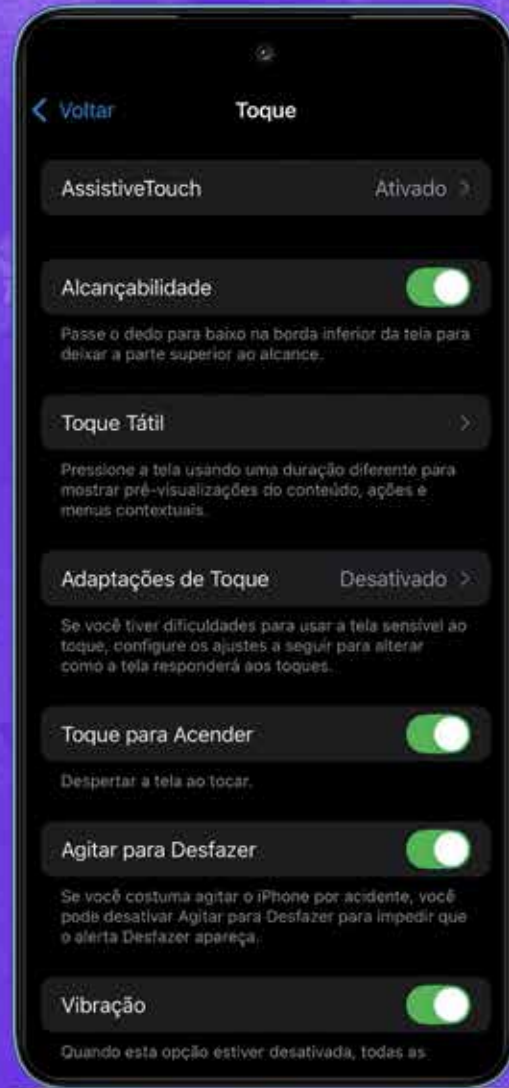 Voltar
Toque
AssistiveTouch Ativado
Alcançabilidade
Passe o dedo para baixo na borda inferior da tela para
deixar a parte superior ao alcance.
Toque Tátil
Pressione a tela usando uma duração diferente para
mostrar pré-visualizações do conteúdo, ações e
menus contextuais.
Adaptações de Toque Desativado
Se você tiver dificuldades para usar a tela sensível ao
toque, configure os ajustes a seguir para alterar
como a tela responderá aos toques.
Toque para Acender
Despertar a tela ao tocar.
Agitar para Desfazer
Se você costuma agitar o iPhone por acidente, você
pode desativar Agitar para Desfazer para impedir que
o alerta Desfazer apareça.
Vibração
Quando esta opção estiver desativada, todas as